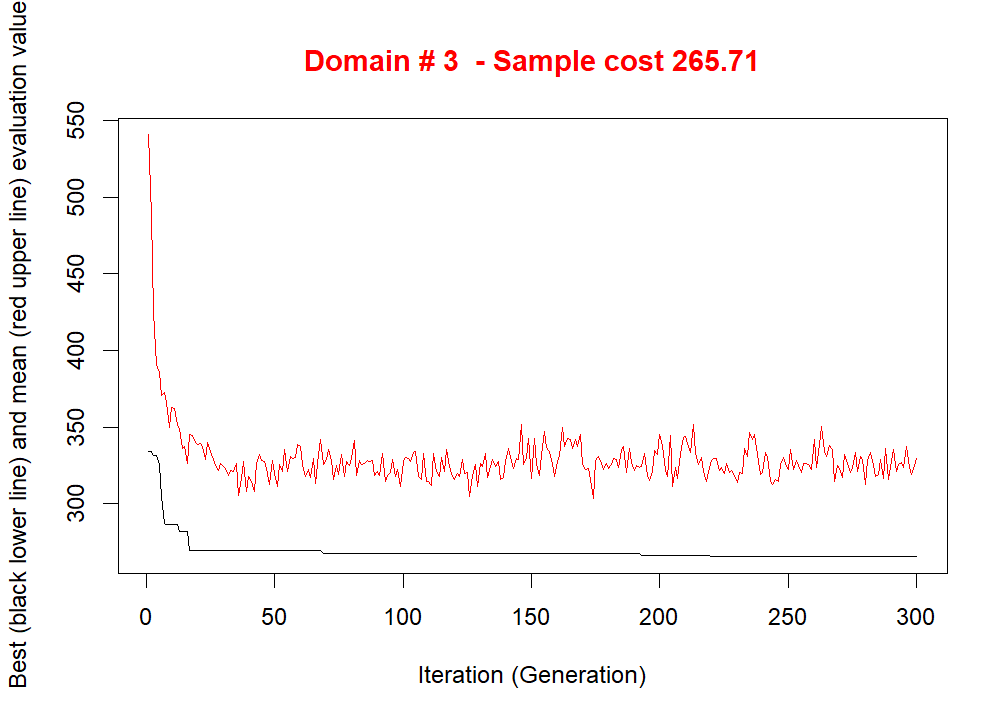 Domain # 3  - Sample cost 265.71
Best (black lower line) and mean (red upper line) evaluation value
550
500
450
400
350
300
0 50 100 150 200 250 300
Iteration (Generation)